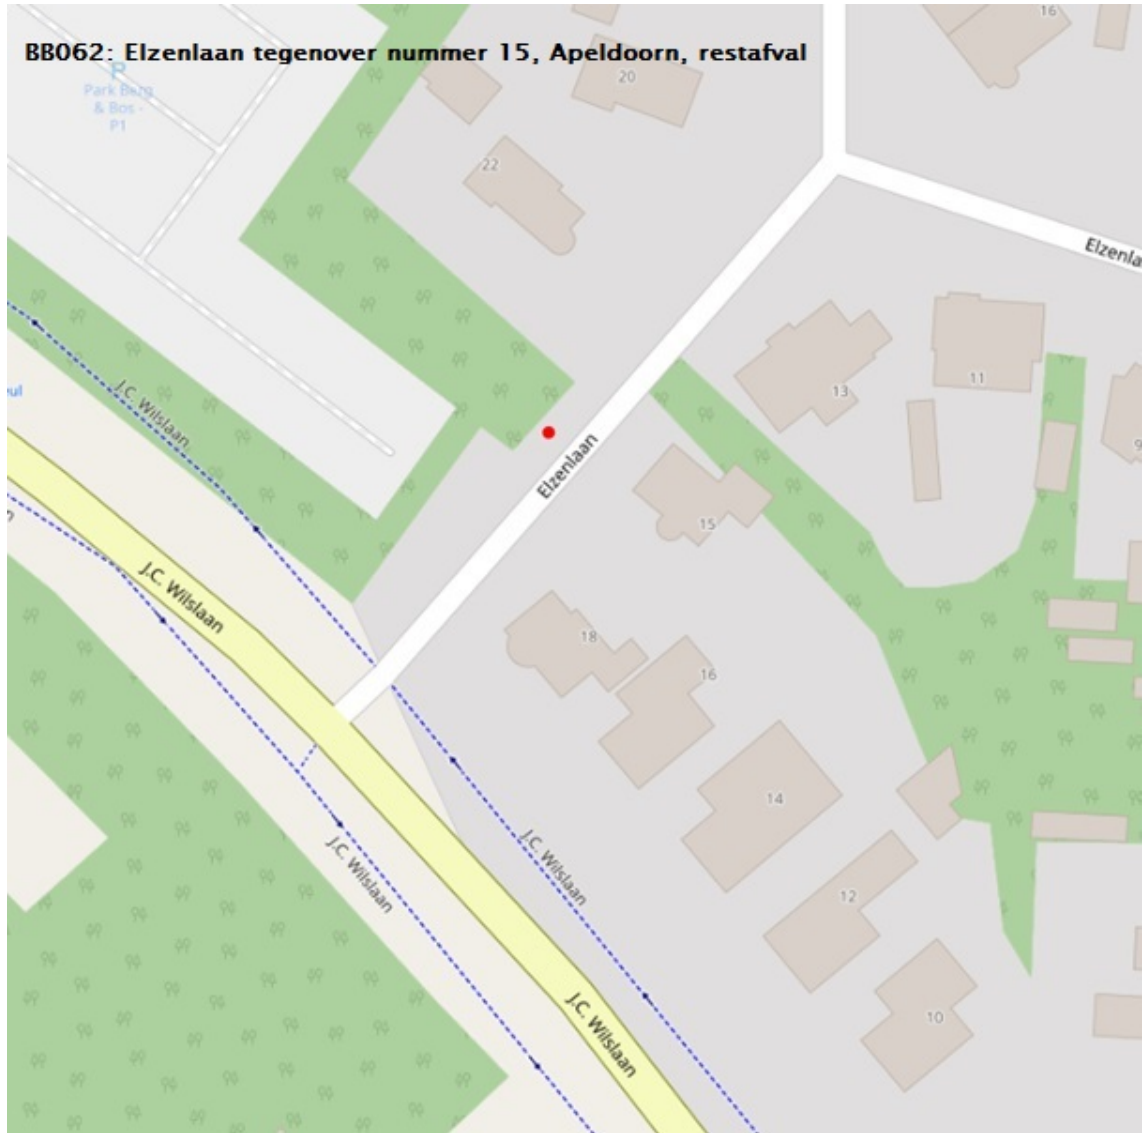 BB062: Elzenlaan tegenover nummer 15, Apeldoorn, restafval
16
20
P
Park Berg
& Bos -
P1
22
Elzenla
J.C. Wilslaan
eul
13
11
9
Elzenlaan
15
n
J.C. Wilslaan
18
16
14
J.C. Wilslaan
J.C. Wilslaan
12
10
J.C. Wilslaan